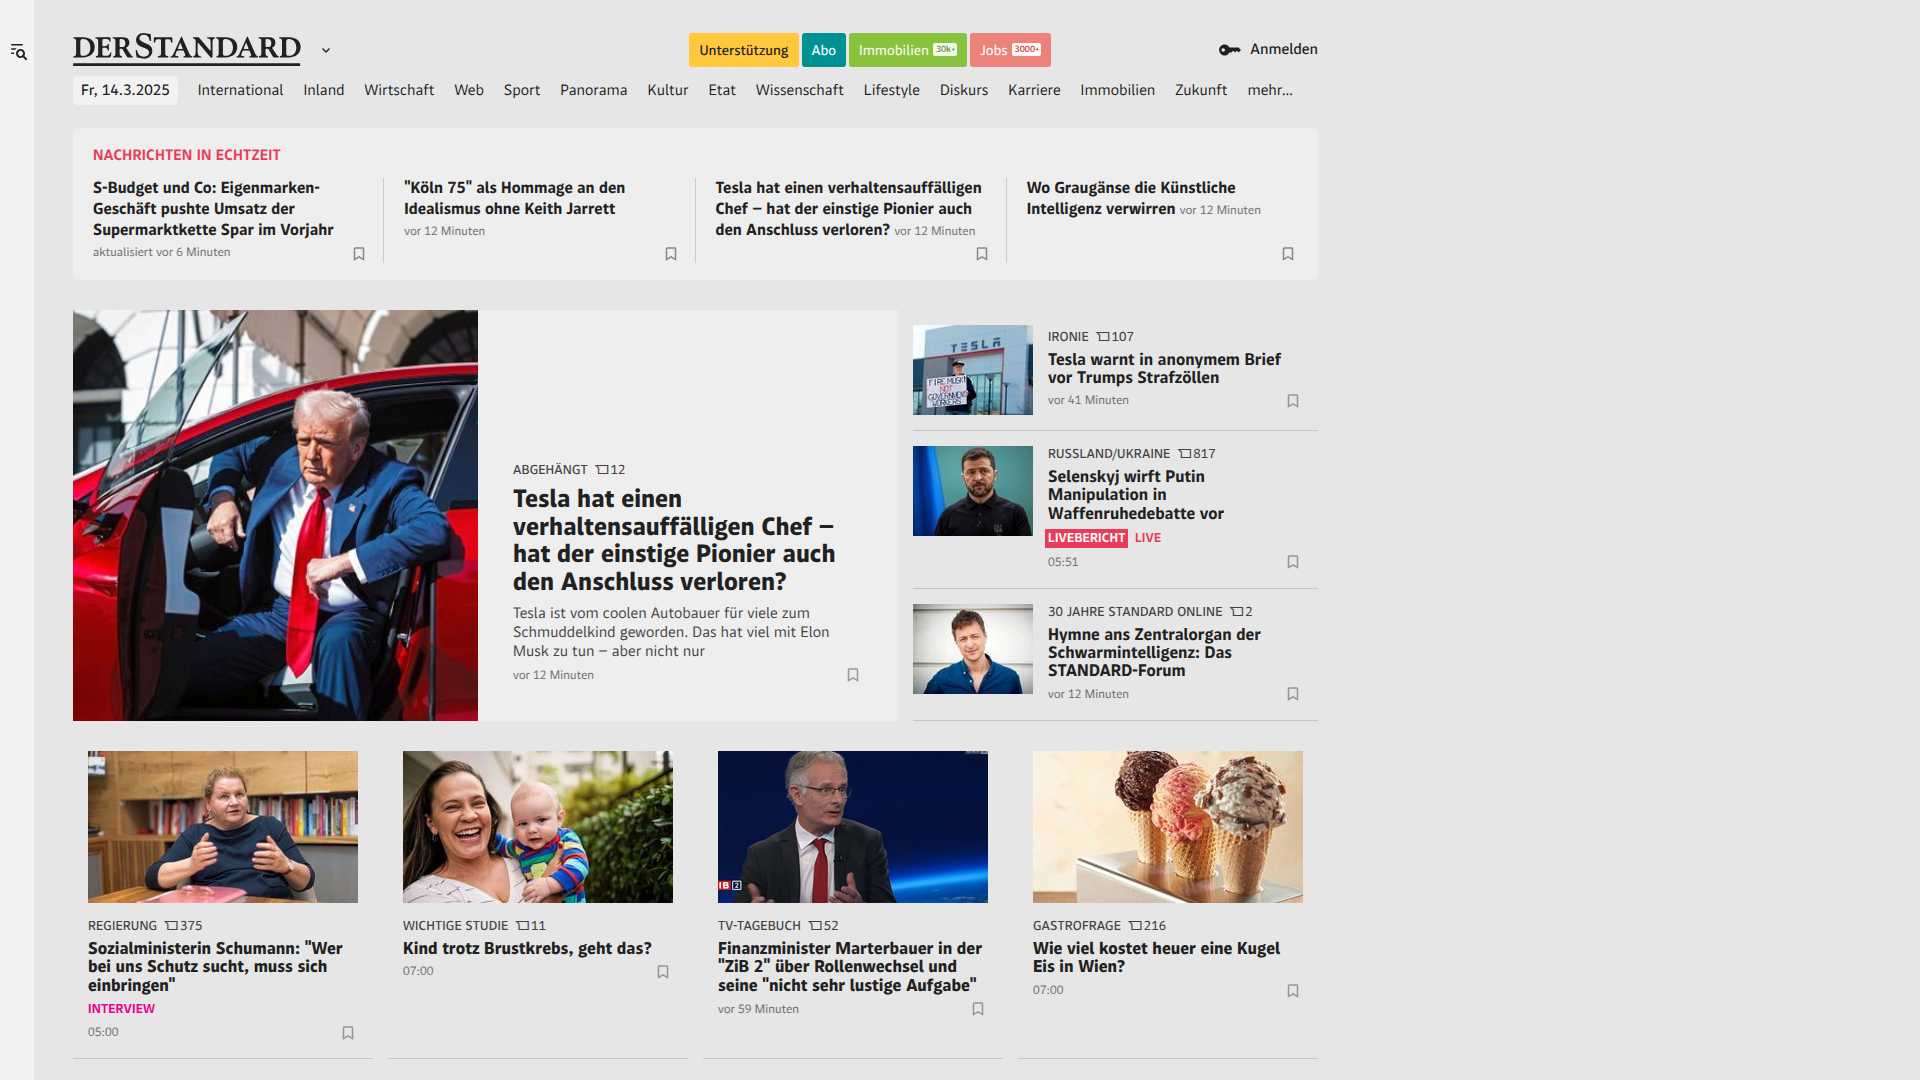 DERSTANDARD
Unterstützung
Abo
Immobilien 30k+
Jobs 3000+
Anmelden
Fr, 14.3.2025
International
Inland
Wirtschaft
Web
Sport
Panorama
Kultur
Etat
Wissenschaft
Lifestyle
Diskurs
Karriere
Immobilien
Zukunft
mehr...
NACHRICHTEN IN ECHTZEIT
S-Budget und Co: Eigenmarken-
Geschäft pushte Umsatz der
Supermarktkette Spar im Vorjahr
aktualisiert vor 6 Minuten
"Köln 75" als Hommage an den
Idealismus ohne Keith Jarrett
vor 12 Minuten
Tesla hat einen verhaltensauffälligen
Chef – hat der einstige Pionier auch
den Anschluss verloren? vor 12 Minuten
Wo Graugänse die Künstliche
Intelligenz verwirren vor 12 Minuten
ABGEHÄNGT 12
Tesla hat einen
verhaltensauffälligen Chef –
hat der einstige Pionier auch
den Anschluss verloren?
Tesla ist vom coolen Autobauer für viele zum
Schmuddelkind geworden. Das hat viel mit Elon
Musk zu tun – aber nicht nur
vor 12 Minuten
TESLA
FIRE MUSK!
NOT
GOVERNMENT
WORKERS
IRONIE 107
Tesla warnt in anonymem Brief
vor Trumps Strafzöllen
vor 41 Minuten
RUSSLAND/UKRAINE 817
Selenskyj wirft Putin
Manipulation in
Waffenruhedebatte vor
LIVEBERICHT LIVE
05:51
30 JAHRE STANDARD ONLINE 2
Hymne ans Zentralorgan der
Schwarmintelligenz: Das
STANDARD-Forum
vor 12 Minuten
REGIERUNG 375
Sozialministerin Schumann: "Wer
bei uns Schutz sucht, muss sich
einbringen"
INTERVIEW
05:00
WICHTIGE STUDIE 11
Kind trotz Brustkrebs, geht das?
07:00
IB 2
TV-TAGEBUCH 52
Finanzminister Marterbauer in der
"ZiB 2" über Rollenwechsel und
seine "nicht sehr lustige Aufgabe"
vor 59 Minuten
GASTROFRAGE 216
Wie viel kostet heuer eine Kugel
Eis in Wien?
07:00